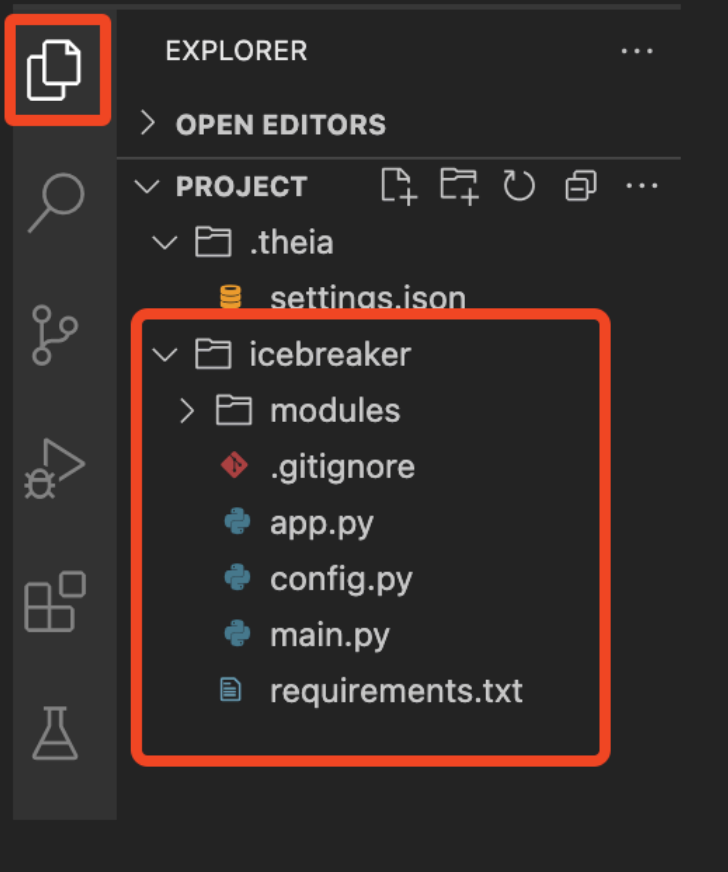 EXPLORER
OPEN EDITORS
PROJECT
.theia
settings.json
icebreaker
modules
.gitignore
app.py
config.py
main.py
requirements.txt